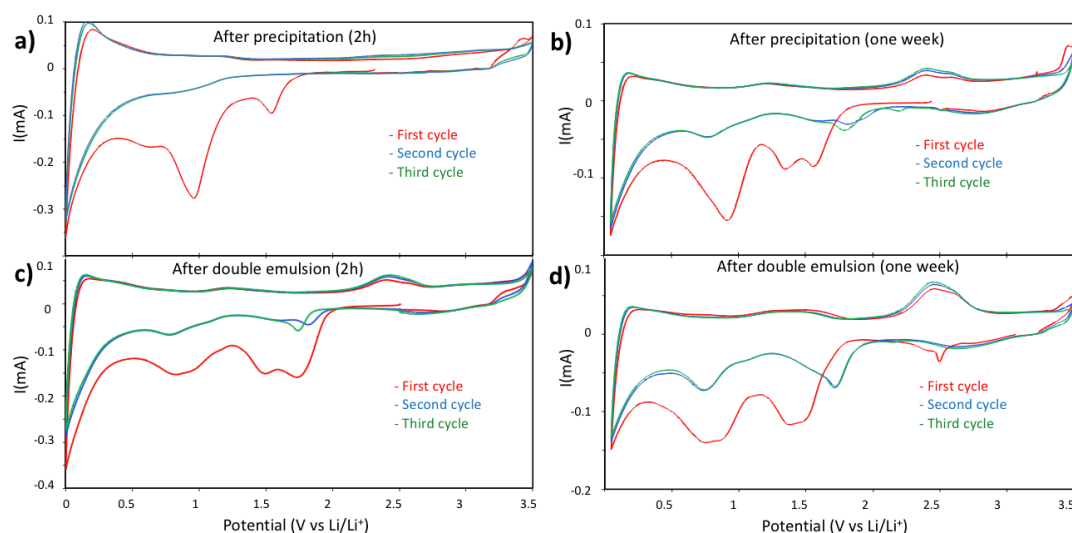 a)
After precipitation (2h)
0.1
0
-0.1
-0.2
-0.3
I(mA)
- First cycle
- Second cycle
- Third cycle
b)
After precipitation (one week)
0.1
0
-0.1
I(mA)
- First cycle
- Second cycle
- Third cycle
c)
After double emulsion (2h)
0.1
0
-0.1
-0.2
-0.3
-0.4
I(mA)
- First cycle
- Second cycle
- Third cycle
0 0.5 1 1.5 2 2.5 3.0 3.5
Potential (V vs Li/Li⁺)
d)
After double emulsion (one week)
0.1
0
-0.1
-0.2
I(mA)
- First cycle
- Second cycle
- Third cycle
0 0.5 1 1.5 2 2.5 3.0 3.5
Potential (V vs Li/Li⁺)